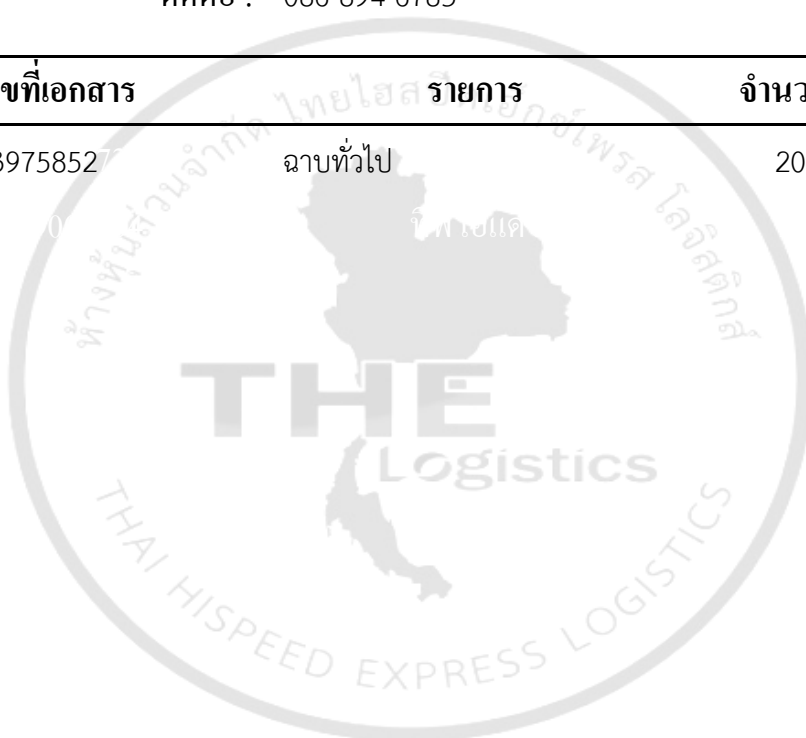 ติดต่อ : 086 894 6785
ขที่เอกสาร รายการ จำนว
3975852 ฉาบทั่วไป 20
ห้างหุ้นส่วนจำกัด ไทยไฮสปีดเอ็กซ์เพรส โลจิสติกส์
THE
Logistics
THAI HISPEED EXPRESS LOGISTICS